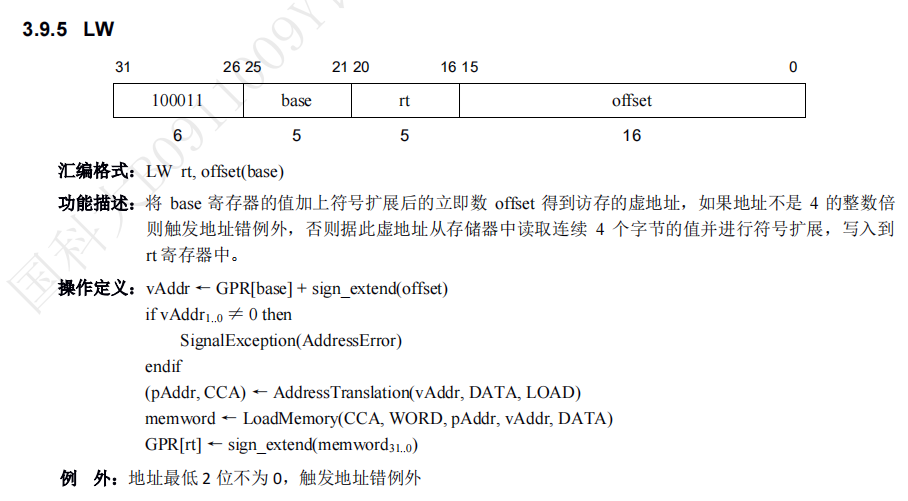 3.9.5 LW
31 26 25 21 20 16 15 0
100011 base rt offset
6 5 5 16
汇编格式：LW rt, offset(base)
功能描述：将 base 寄存器的值加上符号扩展后的立即数 offset 得到访存的虚地址，如果地址不是 4 的整数倍
则触发地址错例外，否则据此虚地址从存储器中读取连续 4 个字节的值并进行符号扩展，写入到
rt 寄存器中。
操作定义：vAddr ← GPR[base] + sign_extend(offset)
if vAddr1..0 ≠ 0 then
SignalException(AddressError)
endif
(pAddr, CCA) ← AddressTranslation(vAddr, DATA, LOAD)
memword ← LoadMemory(CCA, WORD, pAddr, vAddr, DATA)
GPR[rt] ← sign_extend(memword31..0)
例 外：地址最低 2 位不为 0，触发地址错例外